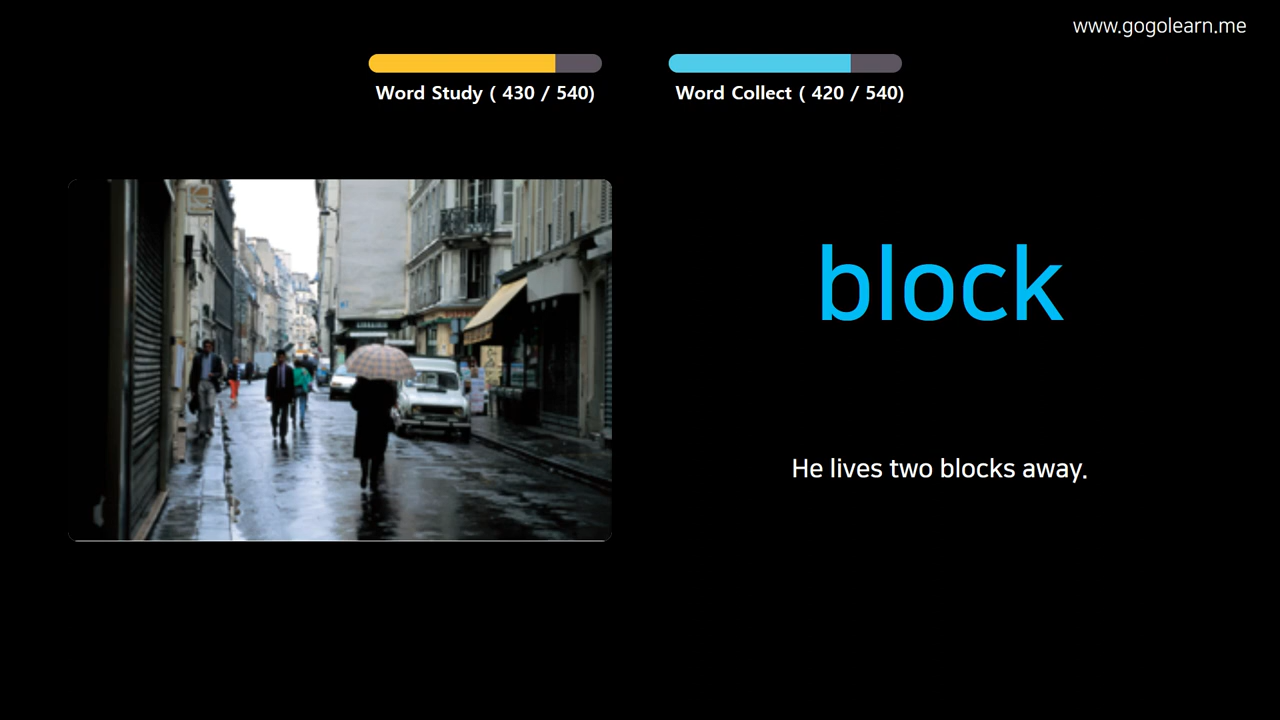 www.gogolearn.me
Word Study ( 430 / 540)
Word Collect ( 420 / 540)
block
He lives two blocks away.